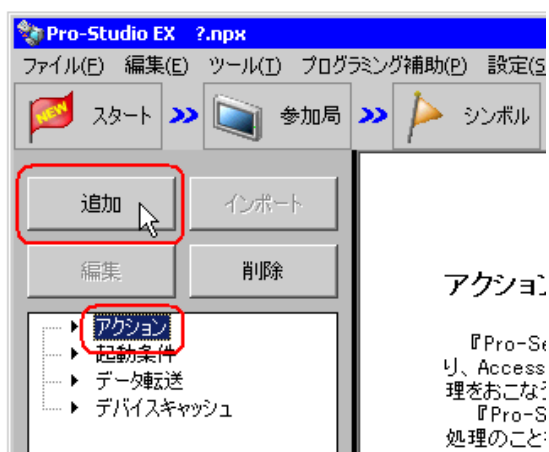 Pro-Studio EX ?.npx
ファイル(F) 編集(E) ツール(T) プログラミング補助(P) 設定(S
NEW スタート >> 参加局 >> シンボル
追加 インポート
編集 削除
アクション
起動条件
データ転送
デバイスキャッシュ
アクション
『Pro-Se
り、Access
理をおこなう
『Pro-S
処理のこと